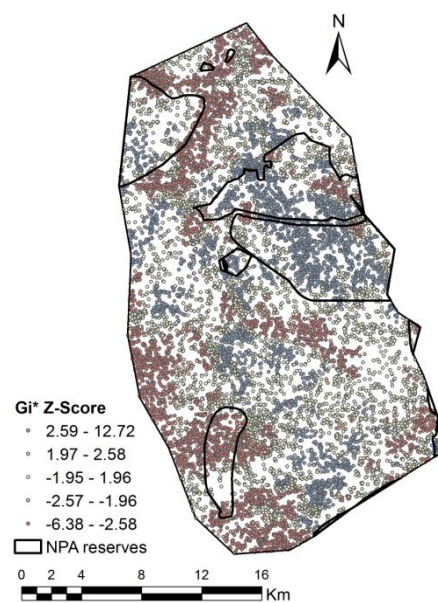 N
Gi* Z-Score
2.59 - 12.72
1.97 - 2.58
-1.95 - 1.96
-2.57 - -1.96
-6.38 - -2.58
NPA reserves
0 2 4 8 12 16
Km